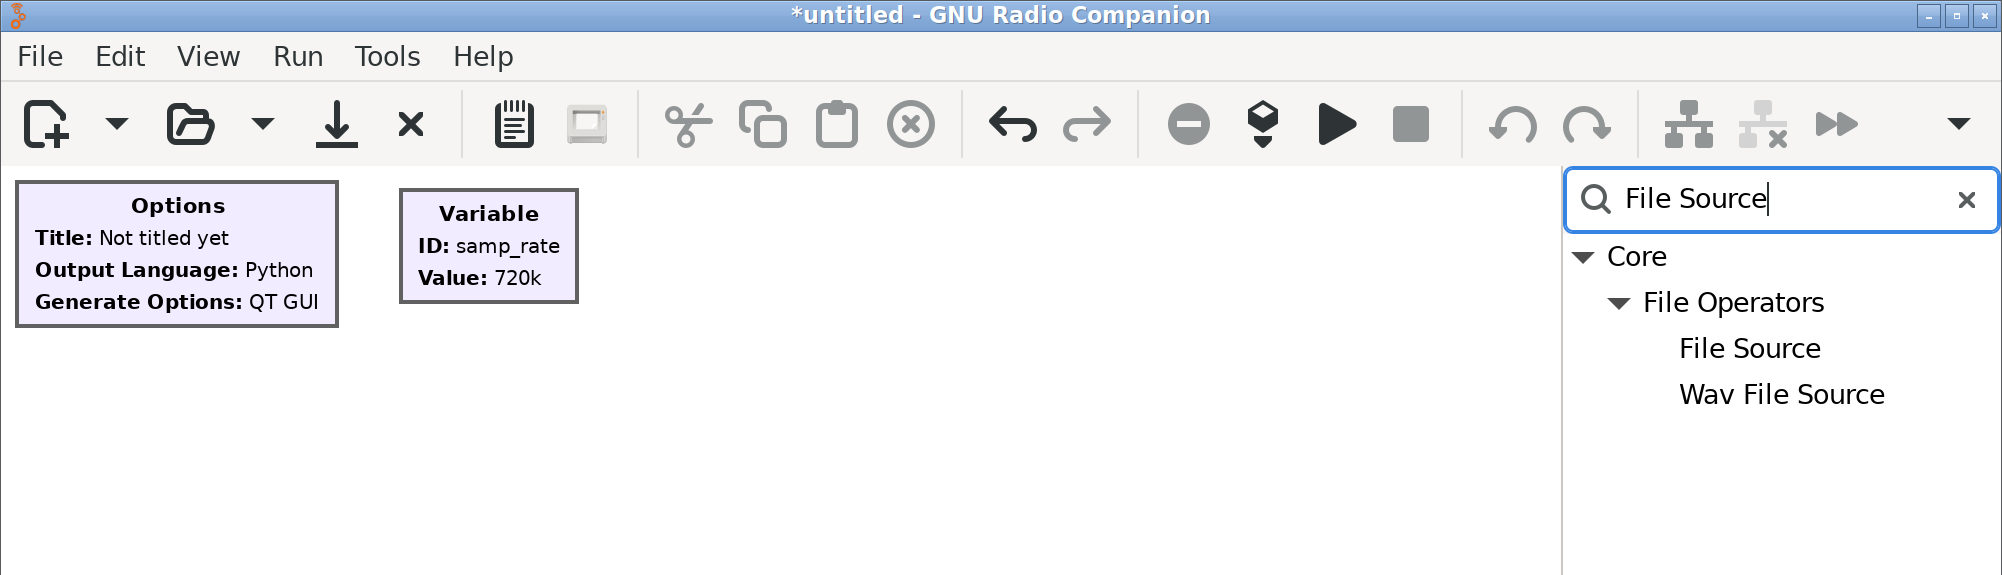 *untitled - GNU Radio Companion
File Edit View Run Tools Help
Options
Title: Not titled yet
Output Language: Python
Generate Options: QT GUI
Variable
ID: samp_rate
Value: 720k
File Source
Core
File Operators
File Source
Wav File Source